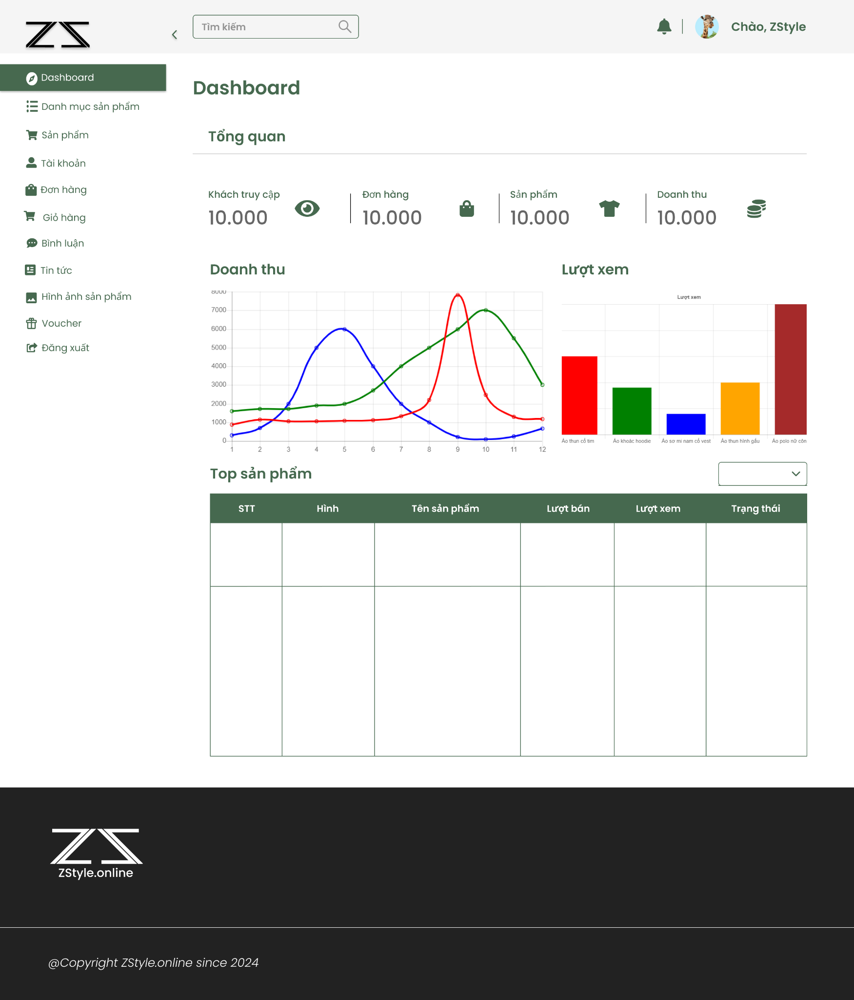 ZS
Tìm kiếm
Chào, ZStyle
Dashboard
Danh mục sản phẩm
Sản phẩm
Tài khoản
Đơn hàng
Giỏ hàng
Bình luận
Tin tức
Hình ảnh sản phẩm
Voucher
Đăng xuất
Dashboard
Tổng quan
Khách truy cập
10.000
Đơn hàng
10.000
Sản phẩm
10.000
Doanh thu
10.000
Doanh thu
8000
7000
6000
5000
4000
3000
2000
1000
0
1 2 3 4 5 6 7 8 9 10 11 12
Lượt xem
Lượt xem
Áo thun cổ tim Áo khoác hoodie Áo sơ mi nam cổ vest Áo thun hình gấu Áo polo nữ côn
Top sản phẩm
STT Hình Tên sản phẩm Lượt bán Lượt xem Trạng thái
ZS
ZStyle.online
@Copyright ZStyle.online since 2024